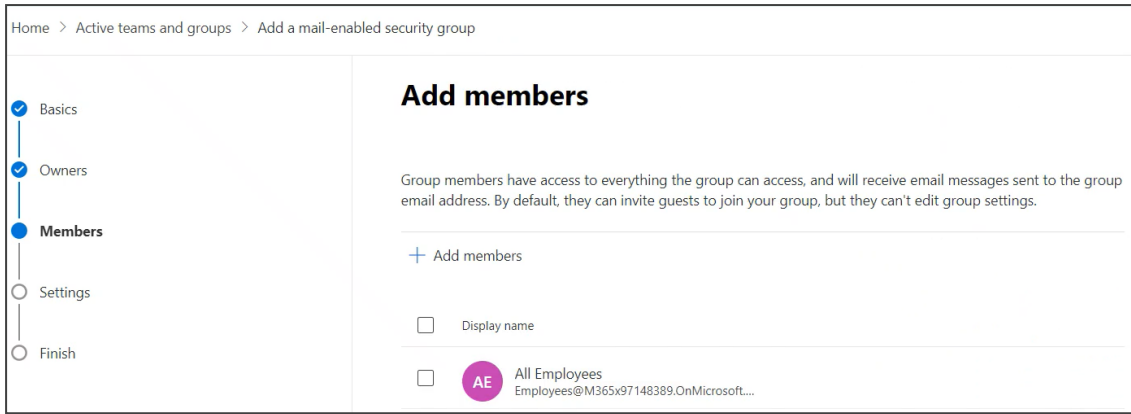 Home > Active teams and groups > Add a mail-enabled security group
Basics
Owners
Members
Settings
Finish
Add members
Group members have access to everything the group can access, and will receive email messages sent to the group
email address. By default, they can invite guests to join your group, but they can't edit group settings.
+ Add members
Display name
AE
All Employees
Employees@M365x97148389.OnMicrosoft....